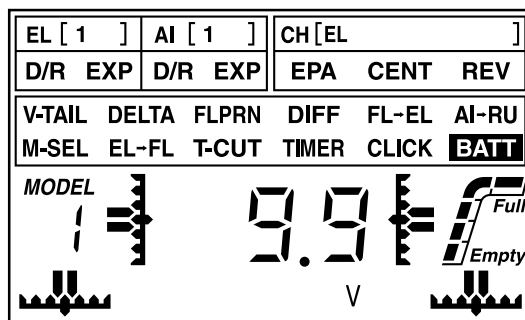 EL [ 1 ] AI [ 1 ] CH [EL ]
D/R EXP D/R EXP EPA CENT REV
V-TAIL DELTA FLPRN DIFF FL→EL AI→RU
M-SEL EL→FL T-CUT TIMER CLICK BATT
MODEL
1
9.9
V
Full
Empty